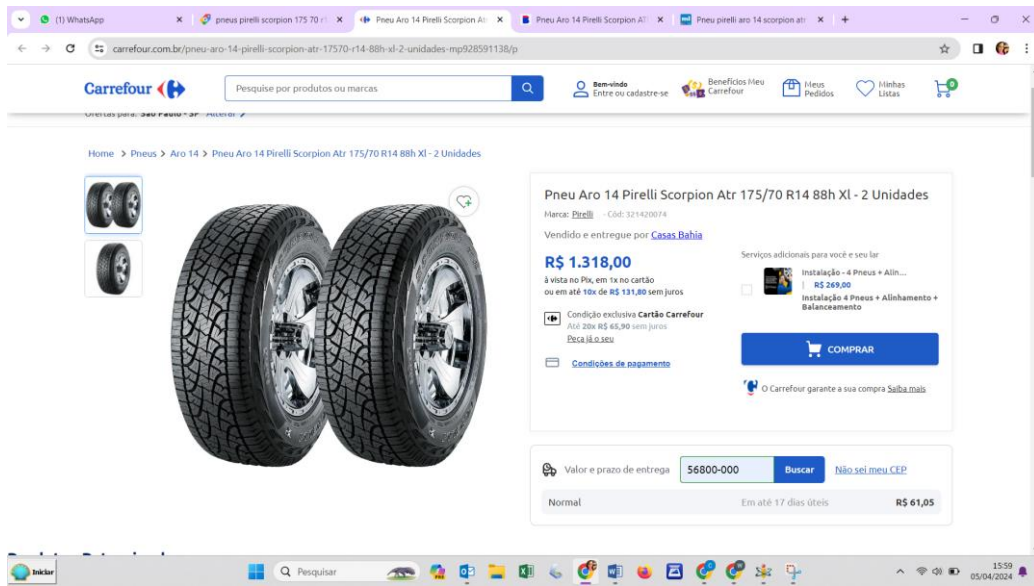 (1) WhatsApp
pneus pirelli scorpion 175 70 r1
Pneu Aro 14 Pirelli Scorpion At
Pneu Aro 14 Pirelli Scorpion AT
Pneu pirelli aro 14 scorpion atr
carrefour.com.br/pneu-aro-14-pirelli-scorpion-atr-17570-r14-88h-xl-2-unidades-mp928591138/p
Carrefour
Pesquise por produtos ou marcas
Bem-vindo
Entre ou cadastre-se
Benefícios Meu
Carrefour
Meus
Pedidos
Minhas
Listas
0
Ofertas para: São Paulo - SP Alterar
Home > Pneus > Aro 14 > Pneu Aro 14 Pirelli Scorpion Atr 175/70 R14 88h Xl - 2 Unidades
Pneu Aro 14 Pirelli Scorpion Atr 175/70 R14 88h Xl - 2 Unidades
Marca: Pirelli - Cód: 321420074
Vendido e entregue por Casas Bahia
R$ 1.318,00
à vista no Pix, em 1x no cartão
ou em até 10x de R$ 131,80 sem juros
Condição exclusiva Cartão Carrefour
Até 20x R$ 65,90 sem juros
Peça já o seu
Condições de pagamento
Serviços adicionais para você e seu lar
Instalação - 4 Pneus + Alin...
| R$ 269,00
Instalação 4 Pneus + Alinhamento +
Balanceamento
COMPRAR
O Carrefour garante a sua compra Saiba mais
Valor e prazo de entrega
56800-000
Buscar
Não sei meu CEP
Normal
Em até 17 dias úteis
R$ 61,05
Iniciar
Pesquisar
15:59
05/04/2024